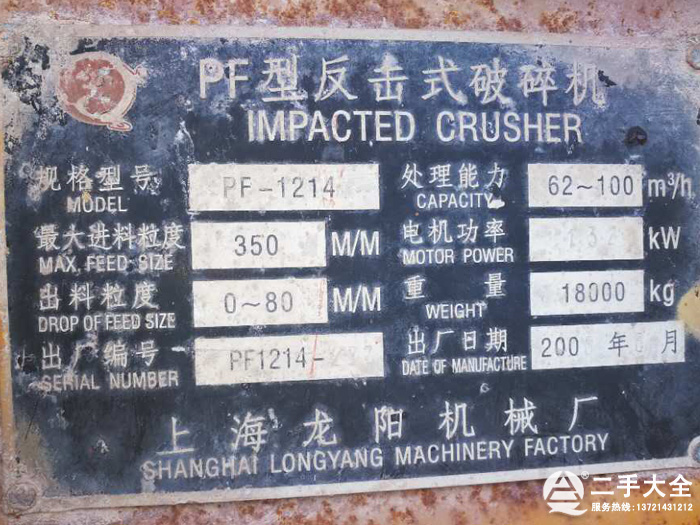 PF型反击式破碎机
IMPACTED CRUSHER
规格型号 PF-1214 处理能力 62~100 m³/h
MODEL CAPACITY
最大进料粒度 350 M/M 电机功率 kW
MAX. FEED SIZE MOTOR POWER
出料粒度 0~80 M/M 重量 18000 kg
DROP OF FEED SIZE WEIGHT
出厂编号 PF1214- 出厂日期 200 年 月
SERIAL NUMBER DATE OF MANUFACTURE
上海龙阳机械厂
SHANGHAI LONGYANG MACHINERY FACTORY
二手大全
服务热线:13721431212